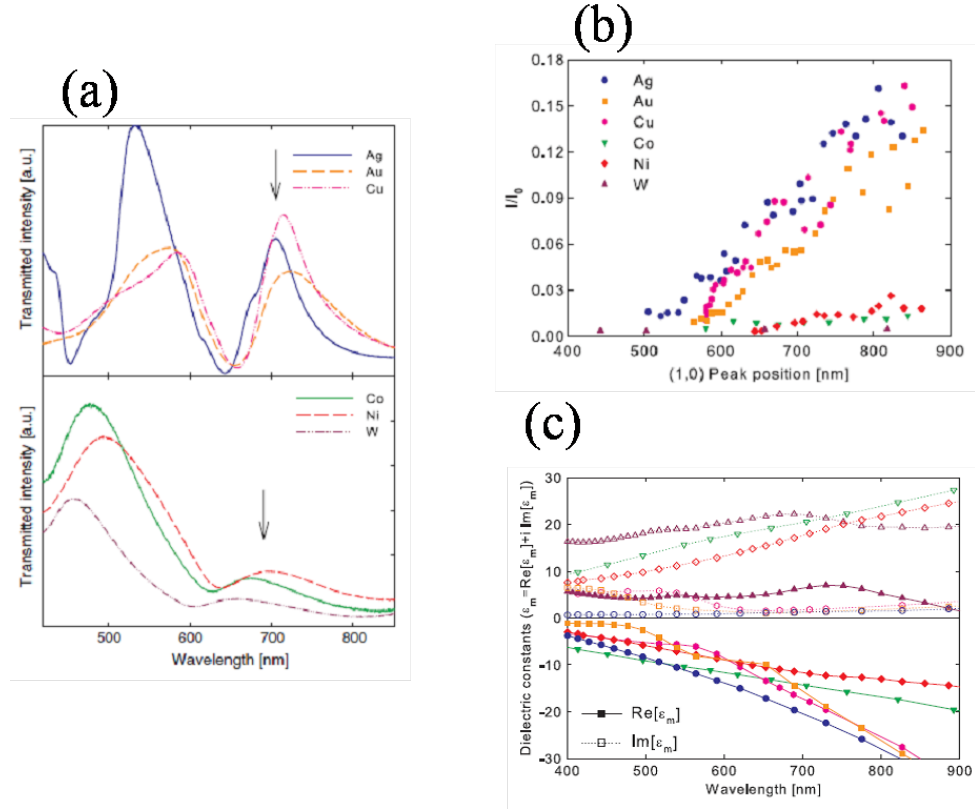 (a)
Transmitted intensity [a.u.]
Ag
Au
Cu
Transmitted intensity [a.u.]
Co
Ni
W
500 600 700 800
Wavelength [nm]
(b)
I/I0
0.18
0.15
0.12
0.09
0.06
0.03
0.00
Ag
Au
Cu
Co
Ni
W
400 500 600 700 800 900
(1,0) Peak position [nm]
(c)
Dielectric constants (εm=Re[εm]+i Im[εm])
30
20
10
0
-10
-20
-30
Re[εm]
Im[εm]
400 500 600 700 800 900
Wavelength [nm]